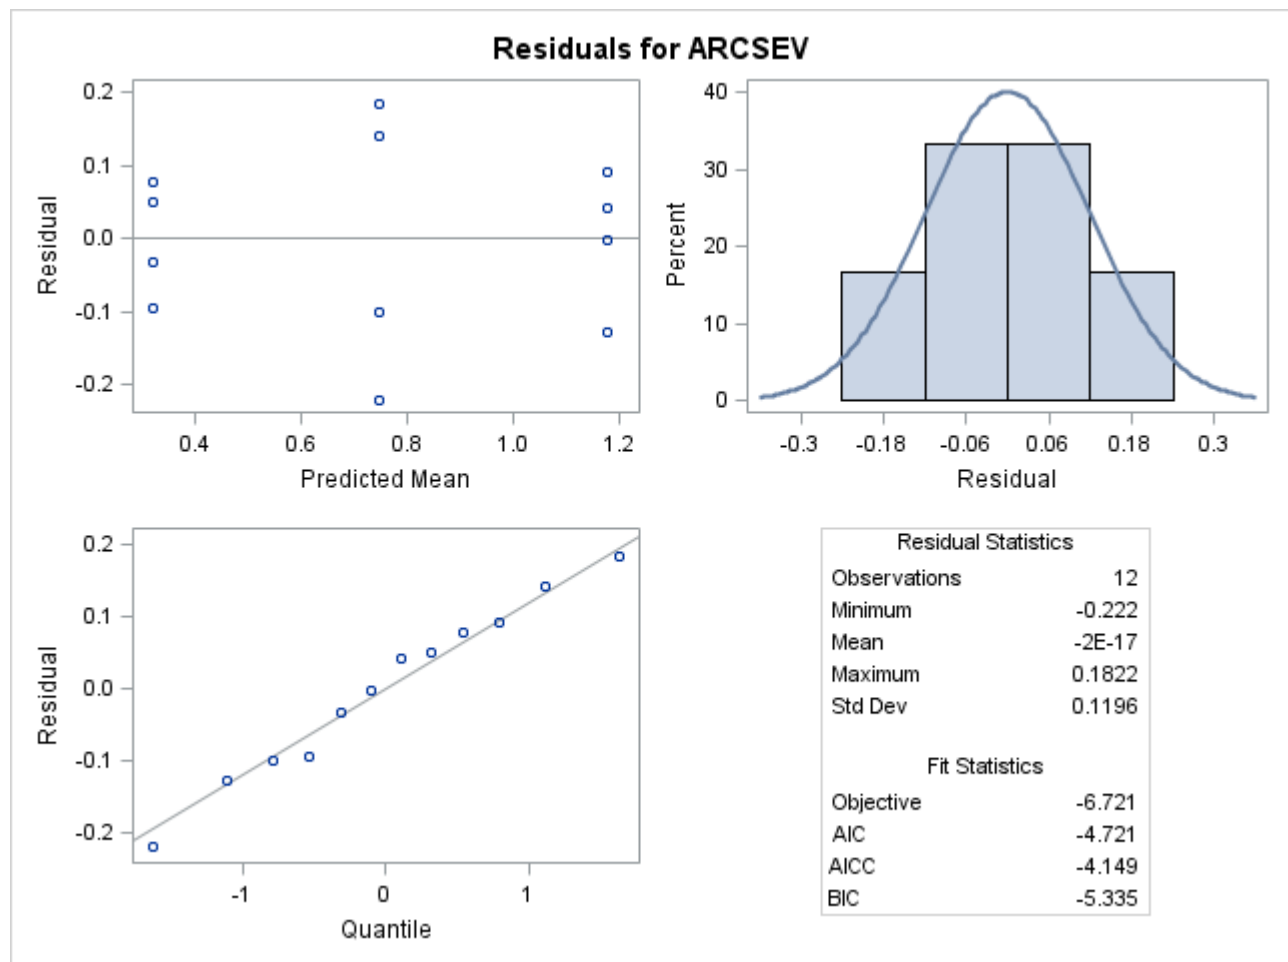 Residuals for ARCSEV
0.2
0.1
0.0
-0.1
-0.2
Residual
0.4 0.6 0.8 1.0 1.2
Predicted Mean
40
30
20
10
0
Percent
-0.3 -0.18 -0.06 0.06 0.18 0.3
Residual
0.2
0.1
0.0
-0.1
-0.2
Residual
-1 0 1
Quantile
Residual Statistics
Observations 12
Minimum -0.222
Mean -2E-17
Maximum 0.1822
Std Dev 0.1196
Fit Statistics
Objective -6.721
AIC -4.721
AICC -4.149
BIC -5.335